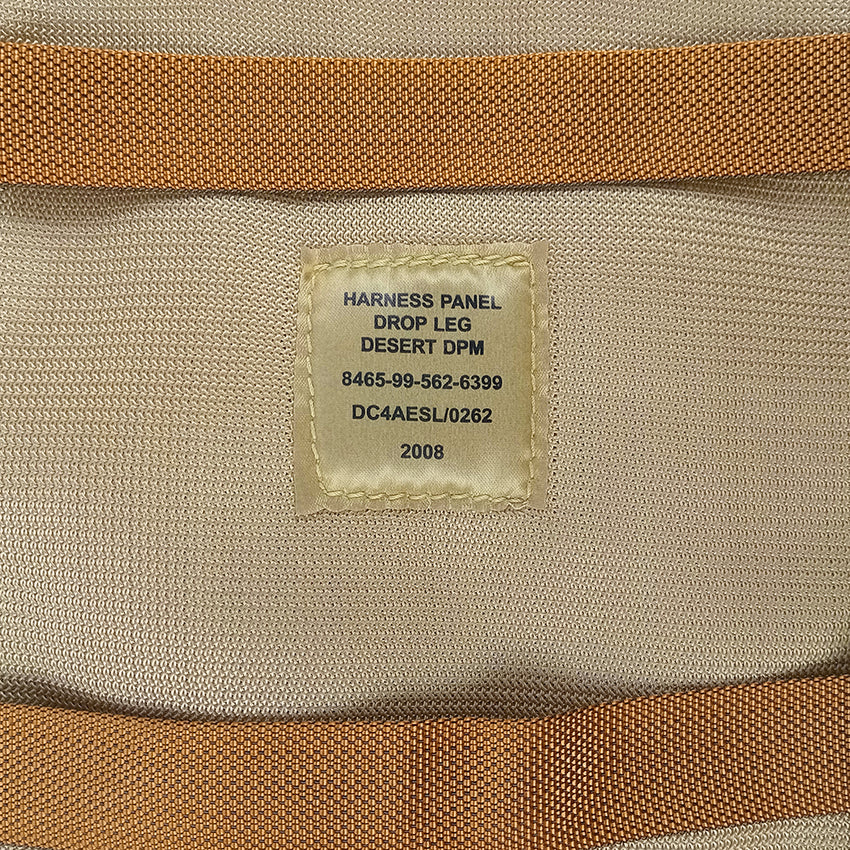 HARNESS PANEL
DROP LEG
DESERT DPM
8465-99-562-6399
DC4AESL/0262
2008